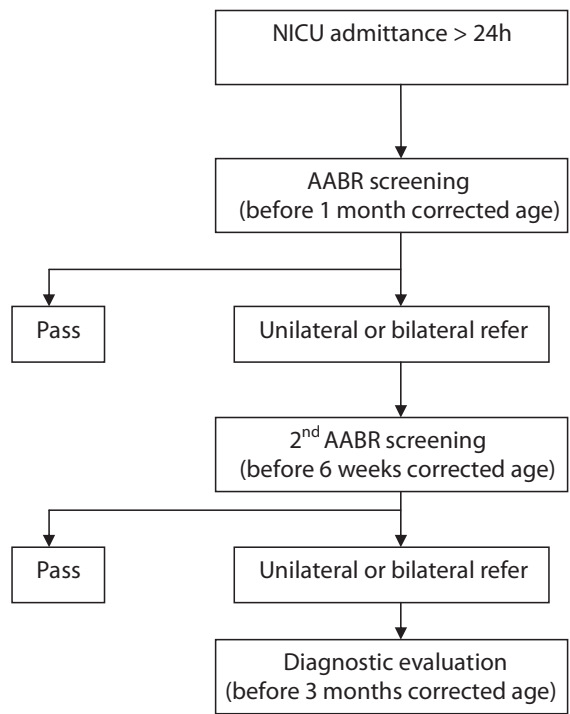 NICU admittance > 24h
AABR screening
(before 1 month corrected age)
Pass
Unilateral or bilateral refer
2nd AABR screening
(before 6 weeks corrected age)
Pass
Unilateral or bilateral refer
Diagnostic evaluation
(before 3 months corrected age)